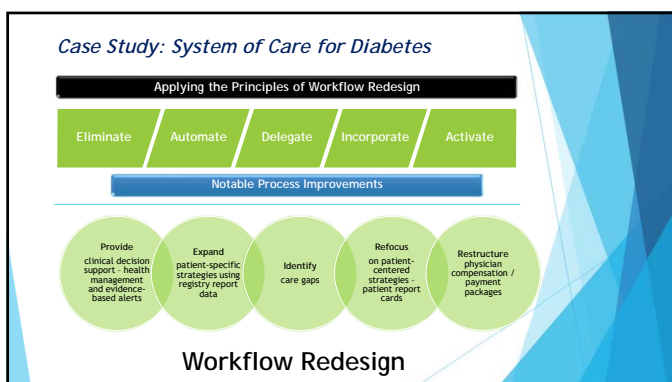 Case Study: System of Care for Diabetes
Applying the Principles of Workflow Redesign
Eliminate
Automate
Delegate
Incorporate
Activate
Notable Process Improvements
Provide
clinical decision
support - health
management
and evidence-
based alerts
Expand
patient-specific
strategies using
registry report
data
Identify
care gaps
Refocus
on patient-
centered
strategies -
patient report
cards
Restructure
physician
compensation /
payment
packages
Workflow Redesign